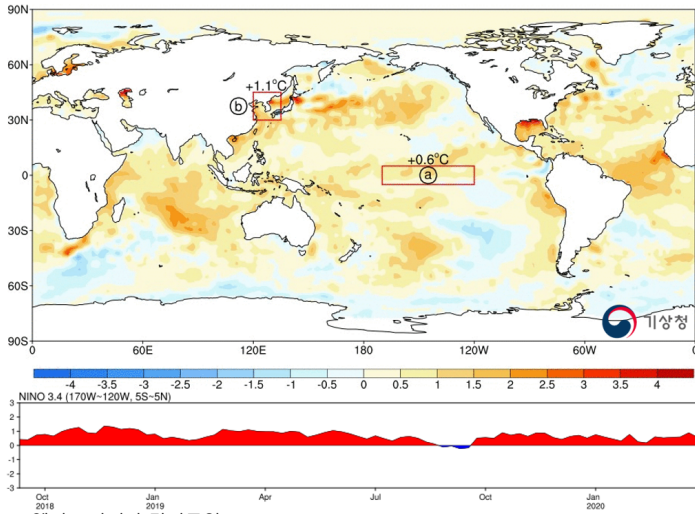 90N
60N
30N
0
30S
60S
90S
+1.1°C
ⓑ
+0.6°C
ⓐ
기상청
0 60E 120E 180 120W 60W 0
-4 -3.5 -3 -2.5 -2 -1.5 -1 -0.5 0 0.5 1 1.5 2 2.5 3 3.5 4
NINO 3.4 (170W~120W, 5S~5N)
3
2
1
0
-1
-2
-3
Oct Jan Apr Jul Oct Jan
2018 2019 2020